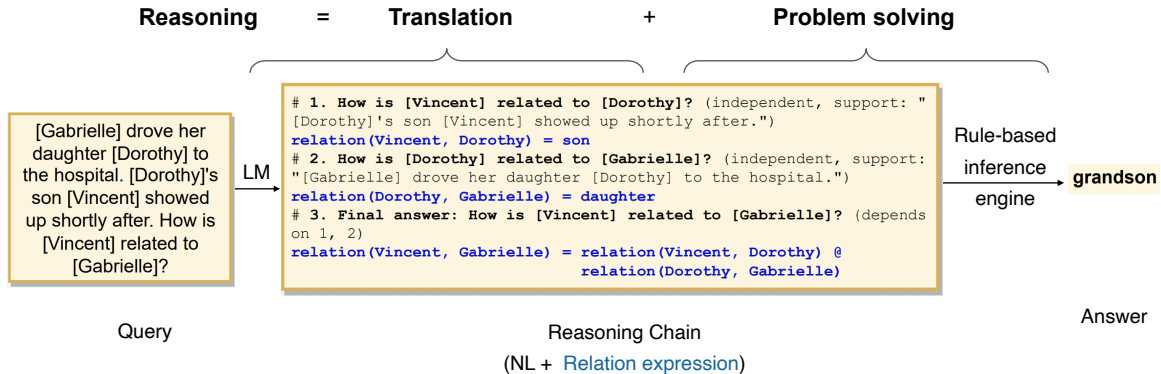 Reasoning = Translation + Problem solving
[Gabrielle] drove her
daughter [Dorothy] to
the hospital. [Dorothy]'s
son [Vincent] showed
up shortly after. How is
[Vincent] related to
[Gabrielle]?
LM
# 1. How is [Vincent] related to [Dorothy]? (independent, support: "
[Dorothy]'s son [Vincent] showed up shortly after.")
relation(Vincent, Dorothy) = son
# 2. How is [Dorothy] related to [Gabrielle]? (independent, support:
"[Gabrielle] drove her daughter [Dorothy] to the hospital.")
relation(Dorothy, Gabrielle) = daughter
# 3. Final answer: How is [Vincent] related to [Gabrielle]? (depends
on 1, 2)
relation(Vincent, Gabrielle) = relation(Vincent, Dorothy) @
relation(Dorothy, Gabrielle)
Rule-based
inference
engine
grandson
Query
Reasoning Chain
(NL + Relation expression)
Answer